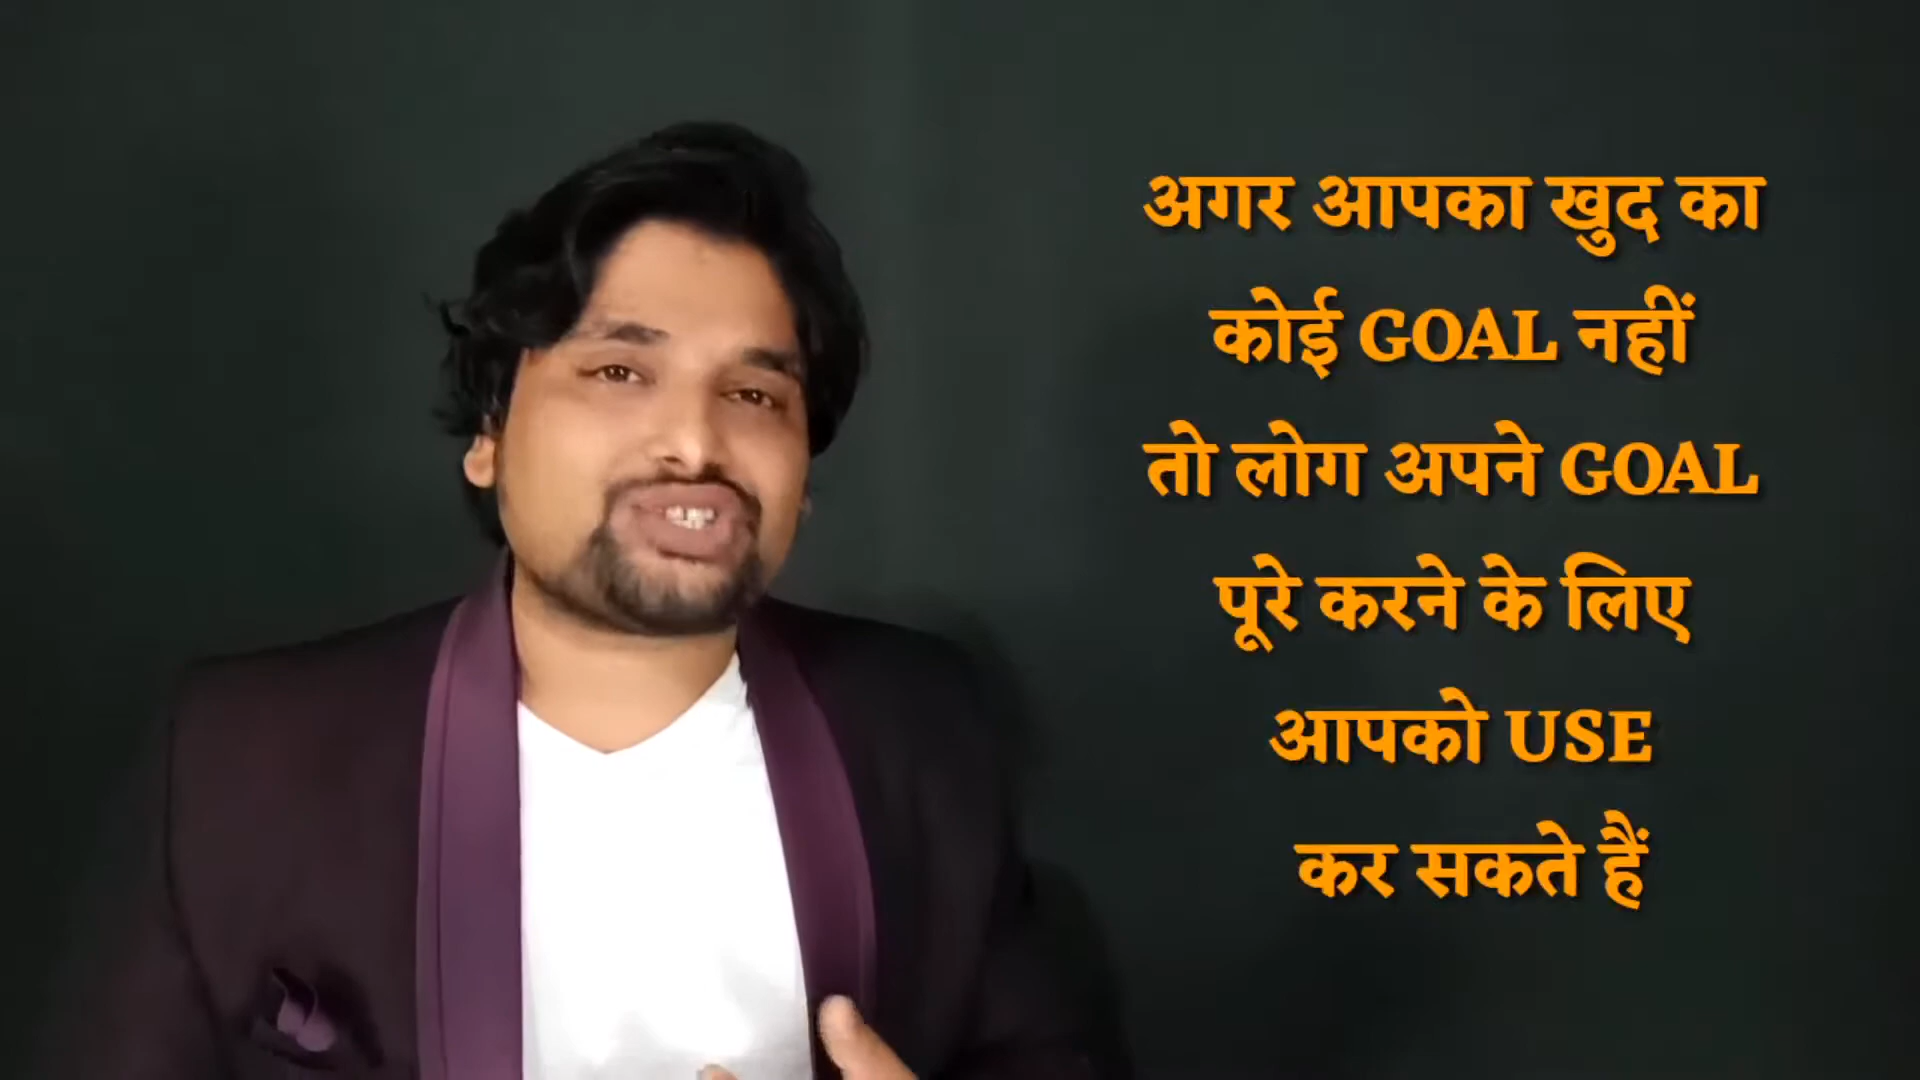 अगर आपका खुद का
कोई GOAL नहीं
तो लोग अपने GOAL
पूरे करने के लिए
आपको USE
कर सकते हैं